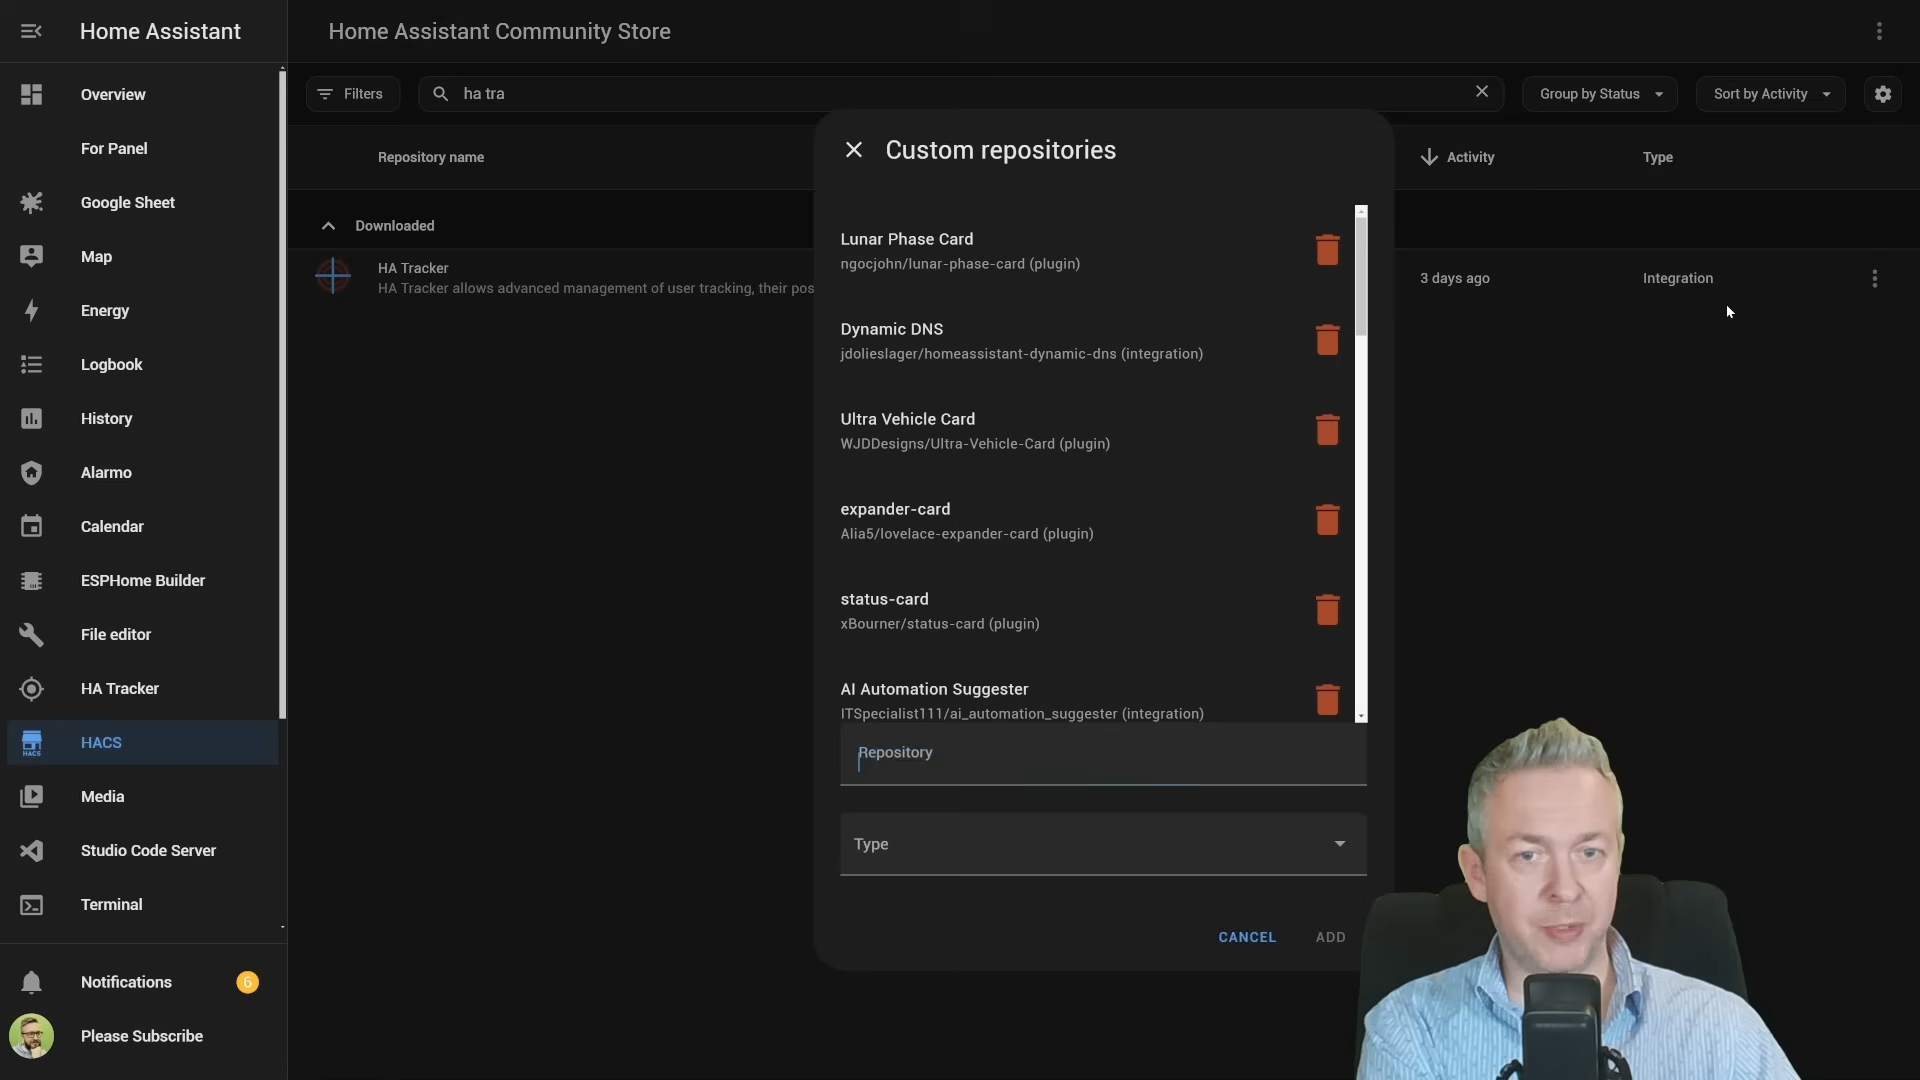 Home Assistant
Overview
For Panel
Google Sheet
Map
Energy
Logbook
History
Alarmo
Calendar
ESPHome Builder
File editor
HA Tracker
HACS
HACS
Media
Studio Code Server
Terminal
Notifications
6
Please Subscribe
Home Assistant Community Store
Filters
ha tra
Group by Status
Sort by Activity
Repository name
Activity
Type
Downloaded
HA Tracker
HA Tracker allows advanced management of user tracking, their pos
3 days ago
Integration
Custom repositories
Lunar Phase Card
ngocjohn/lunar-phase-card (plugin)
Dynamic DNS
jdolieslager/homeassistant-dynamic-dns (integration)
Ultra Vehicle Card
WJDDesigns/Ultra-Vehicle-Card (plugin)
expander-card
Alia5/lovelace-expander-card (plugin)
status-card
xBourner/status-card (plugin)
AI Automation Suggester
ITSpecialist111/ai_automation_suggester (integration)
Repository
Type
CANCEL
ADD